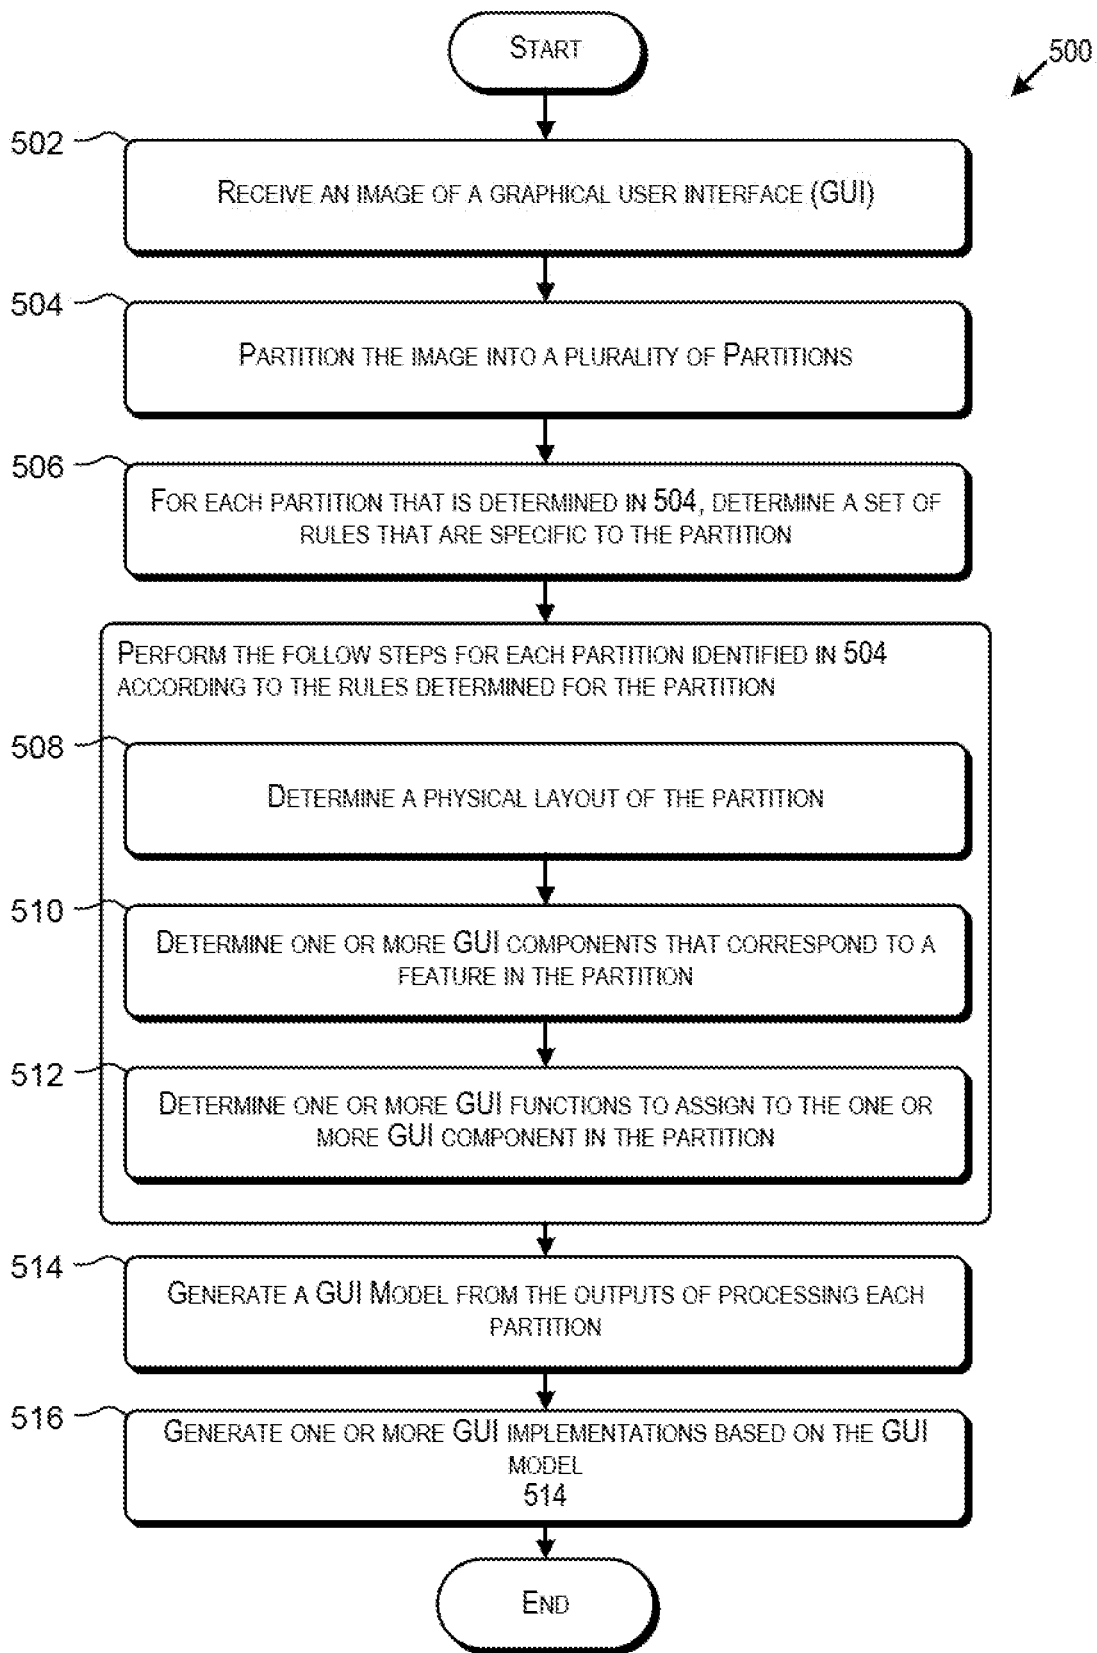 START
500
502
RECEIVE AN IMAGE OF A GRAPHICAL USER INTERFACE (GUI)
504
PARTITION THE IMAGE INTO A PLURALITY OF PARTITIONS
506
FOR EACH PARTITION THAT IS DETERMINED IN 504, DETERMINE A SET OF
RULES THAT ARE SPECIFIC TO THE PARTITION
PERFORM THE FOLLOW STEPS FOR EACH PARTITION IDENTIFIED IN 504
ACCORDING TO THE RULES DETERMINED FOR THE PARTITION
508
DETERMINE A PHYSICAL LAYOUT OF THE PARTITION
510
DETERMINE ONE OR MORE GUI COMPONENTS THAT CORRESPOND TO A
FEATURE IN THE PARTITION
512
DETERMINE ONE OR MORE GUI FUNCTIONS TO ASSIGN TO THE ONE OR
MORE GUI COMPONENT IN THE PARTITION
514
GENERATE A GUI MODEL FROM THE OUTPUTS OF PROCESSING EACH
PARTITION
516
GENERATE ONE OR MORE GUI IMPLEMENTATIONS BASED ON THE GUI
MODEL
514
END